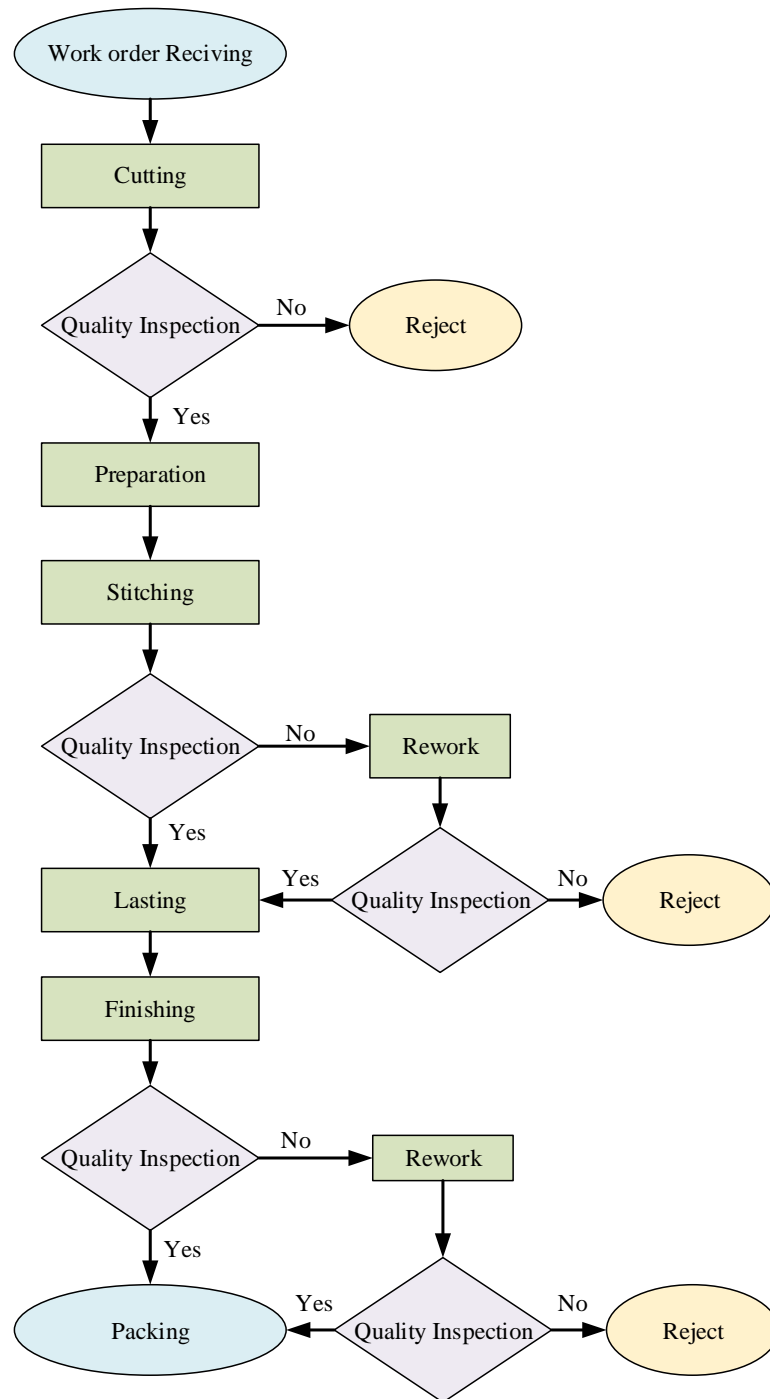 Work order Reciving
Cutting
Quality Inspection
No
Reject
Yes
Preparation
Stitching
Quality Inspection
No
Rework
Yes
Lasting
Yes
Quality Inspection
No
Reject
Finishing
Quality Inspection
No
Rework
Yes
Packing
Yes
Quality Inspection
No
Reject